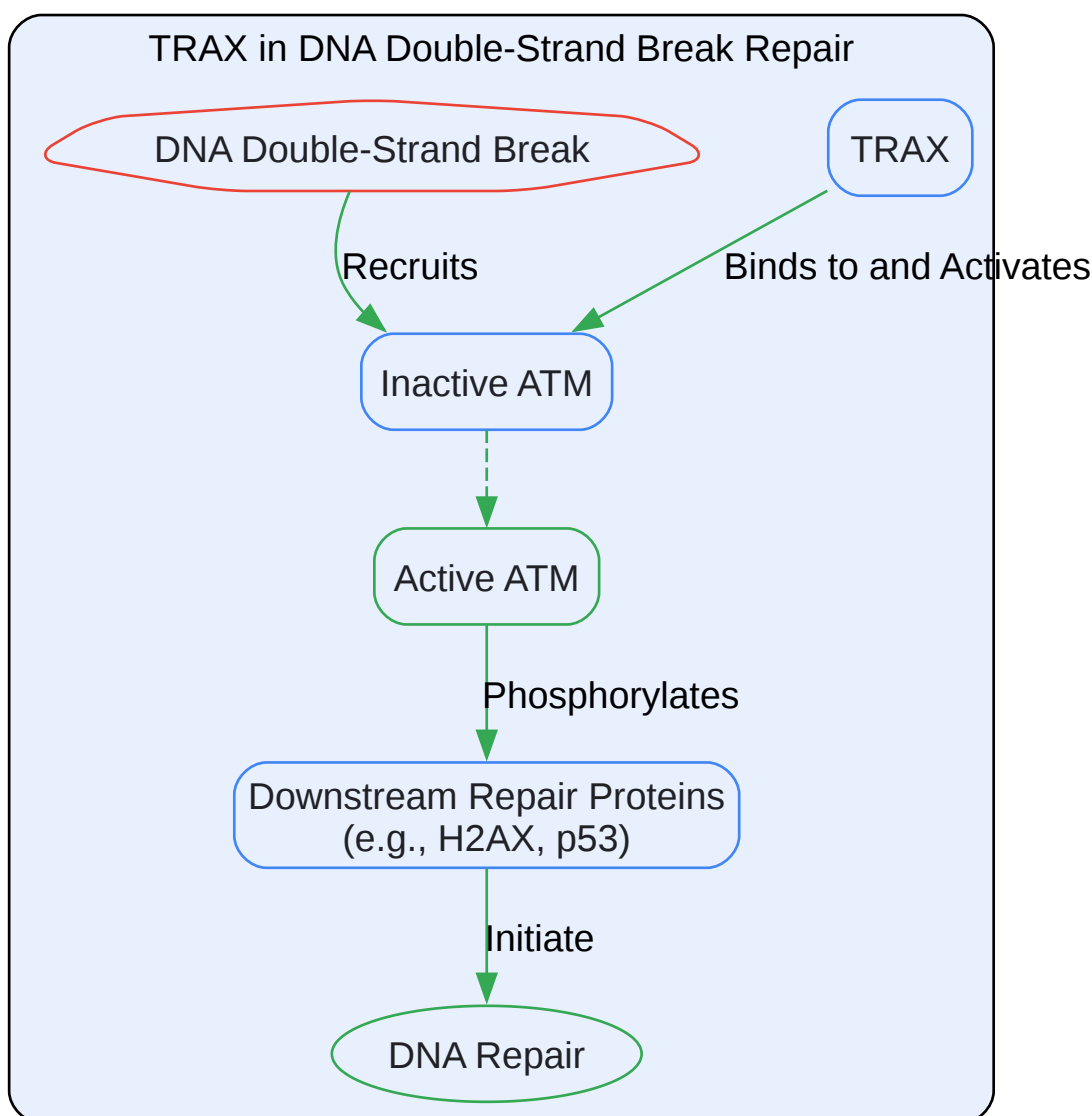 TRAX in DNA Double-Strand Break Repair
DNA Double-Strand Break
TRAX
Recruits
Binds to and Activates
Inactive ATM
Active ATM
Phosphorylates
Downstream Repair Proteins
(e.g., H2AX, p53)
Initiate
DNA Repair